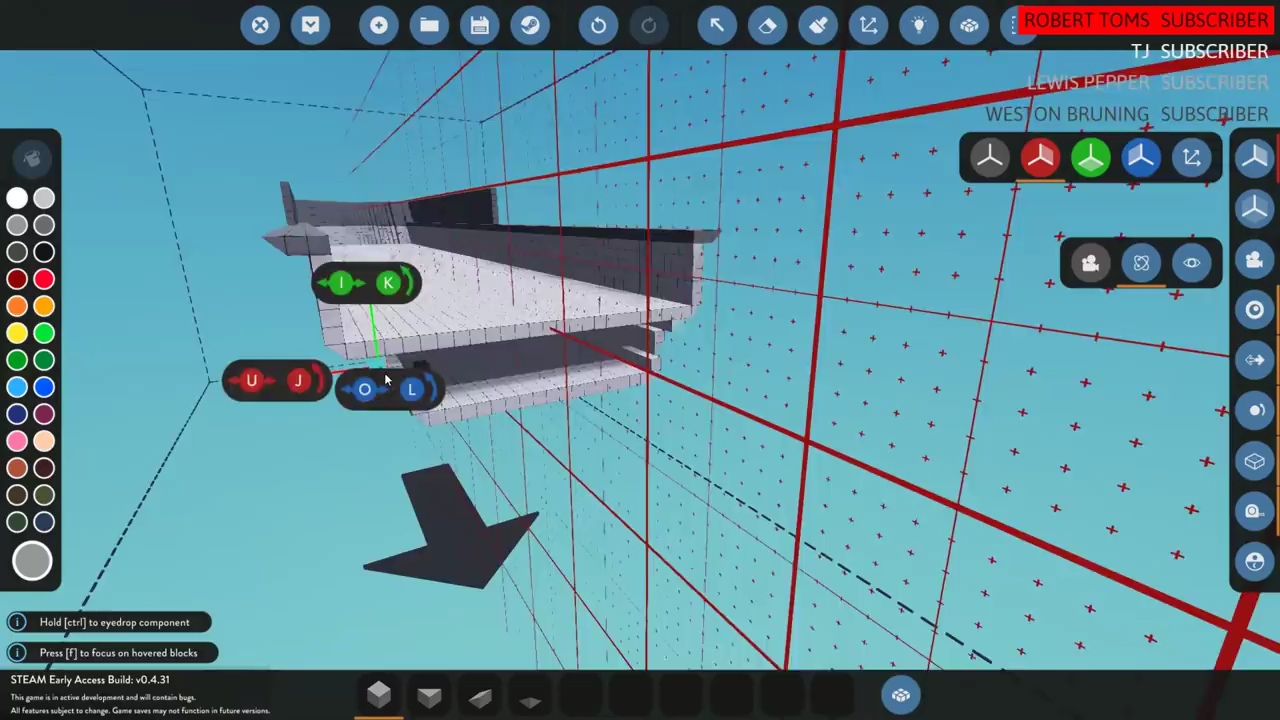 ROBERT TOMS SUBSCRIBER
TJ SUBSCRIBER
LEWIS PEPPER SUBSCRIBER
WESTON BRUNING SUBSCRIBER
I K
U J
O L
Hold [ctrl] to eyedrop component
Press [f] to focus on hovered blocks
STEAM Early Access Build: v0.4.31
This game is in active development and will contain bugs.
All features subject to change. Game saves may not function in future versions.